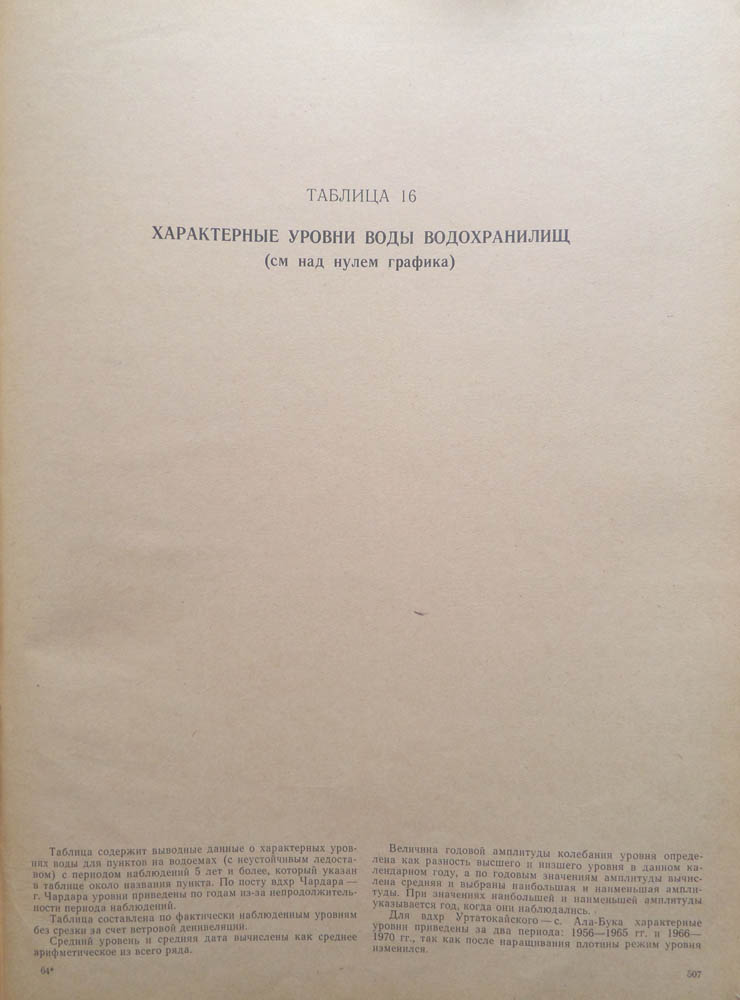 ТАБЛИЦА 16
ХАРАКТЕРНЫЕ УРОВНИ ВОДЫ ВОДОХРАНИЛИЩ
(см над нулем графика)
Таблица содержит выводные данные о характерных уров-
нях воды для пунктов на водоемах (с неустойчивым ледоста-
вом) с периодом наблюдений 5 лет и более, который указан
в таблице около названия пункта. По посту вдхр Чардара —
г. Чардара уровни приведены по годам из-за непродолжитель-
ности периода наблюдений.
Таблица составлена по фактически наблюденным уровням
без срезки за счет ветровой денивеляции.
Средний уровень и средняя дата вычислены как среднее
арифметическое из всего ряда.
64*
Величина годовой амплитуды колебания уровня опреде-
лена как разность высшего и низшего уровня в данном ка-
лендарном году, а по годовым значениям амплитуды вычис-
лена средняя и выбраны наибольшая и наименьшая ампли-
туды. При значениях наибольшей и наименьшей амплитуды
указывается год, когда они наблюдались.
Для вдхр Уртатокайского — с. Ала-Бука характерные
уровни приведены за два периода: 1956—1965 гг. и 1966—
1970 гг., так как после наращивания плотины режим уровня
изменился.
507